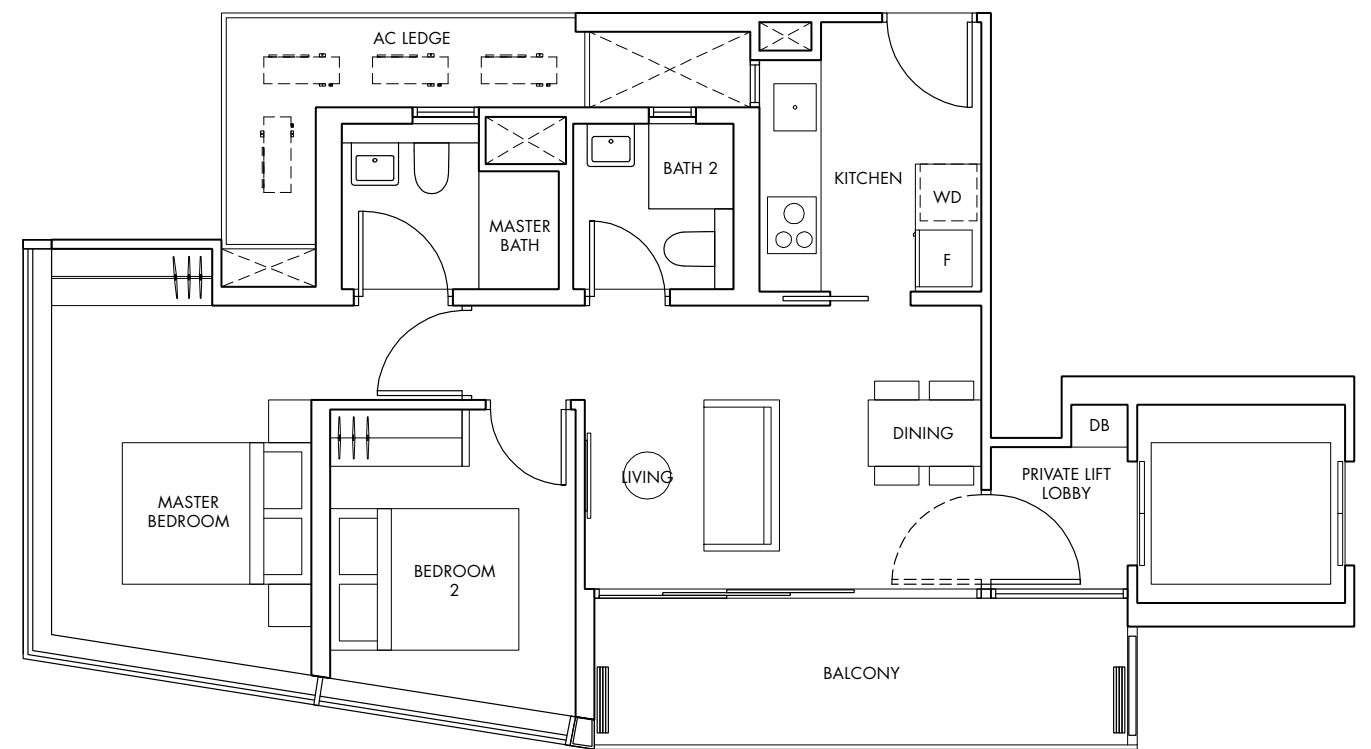 AC LEDGE
BATH 2
KITCHEN
WD
MASTER
BATH
F
DINING
DB
LIVING
PRIVATE LIFT
LOBBY
MASTER
BEDROOM
BEDROOM
2
BALCONY